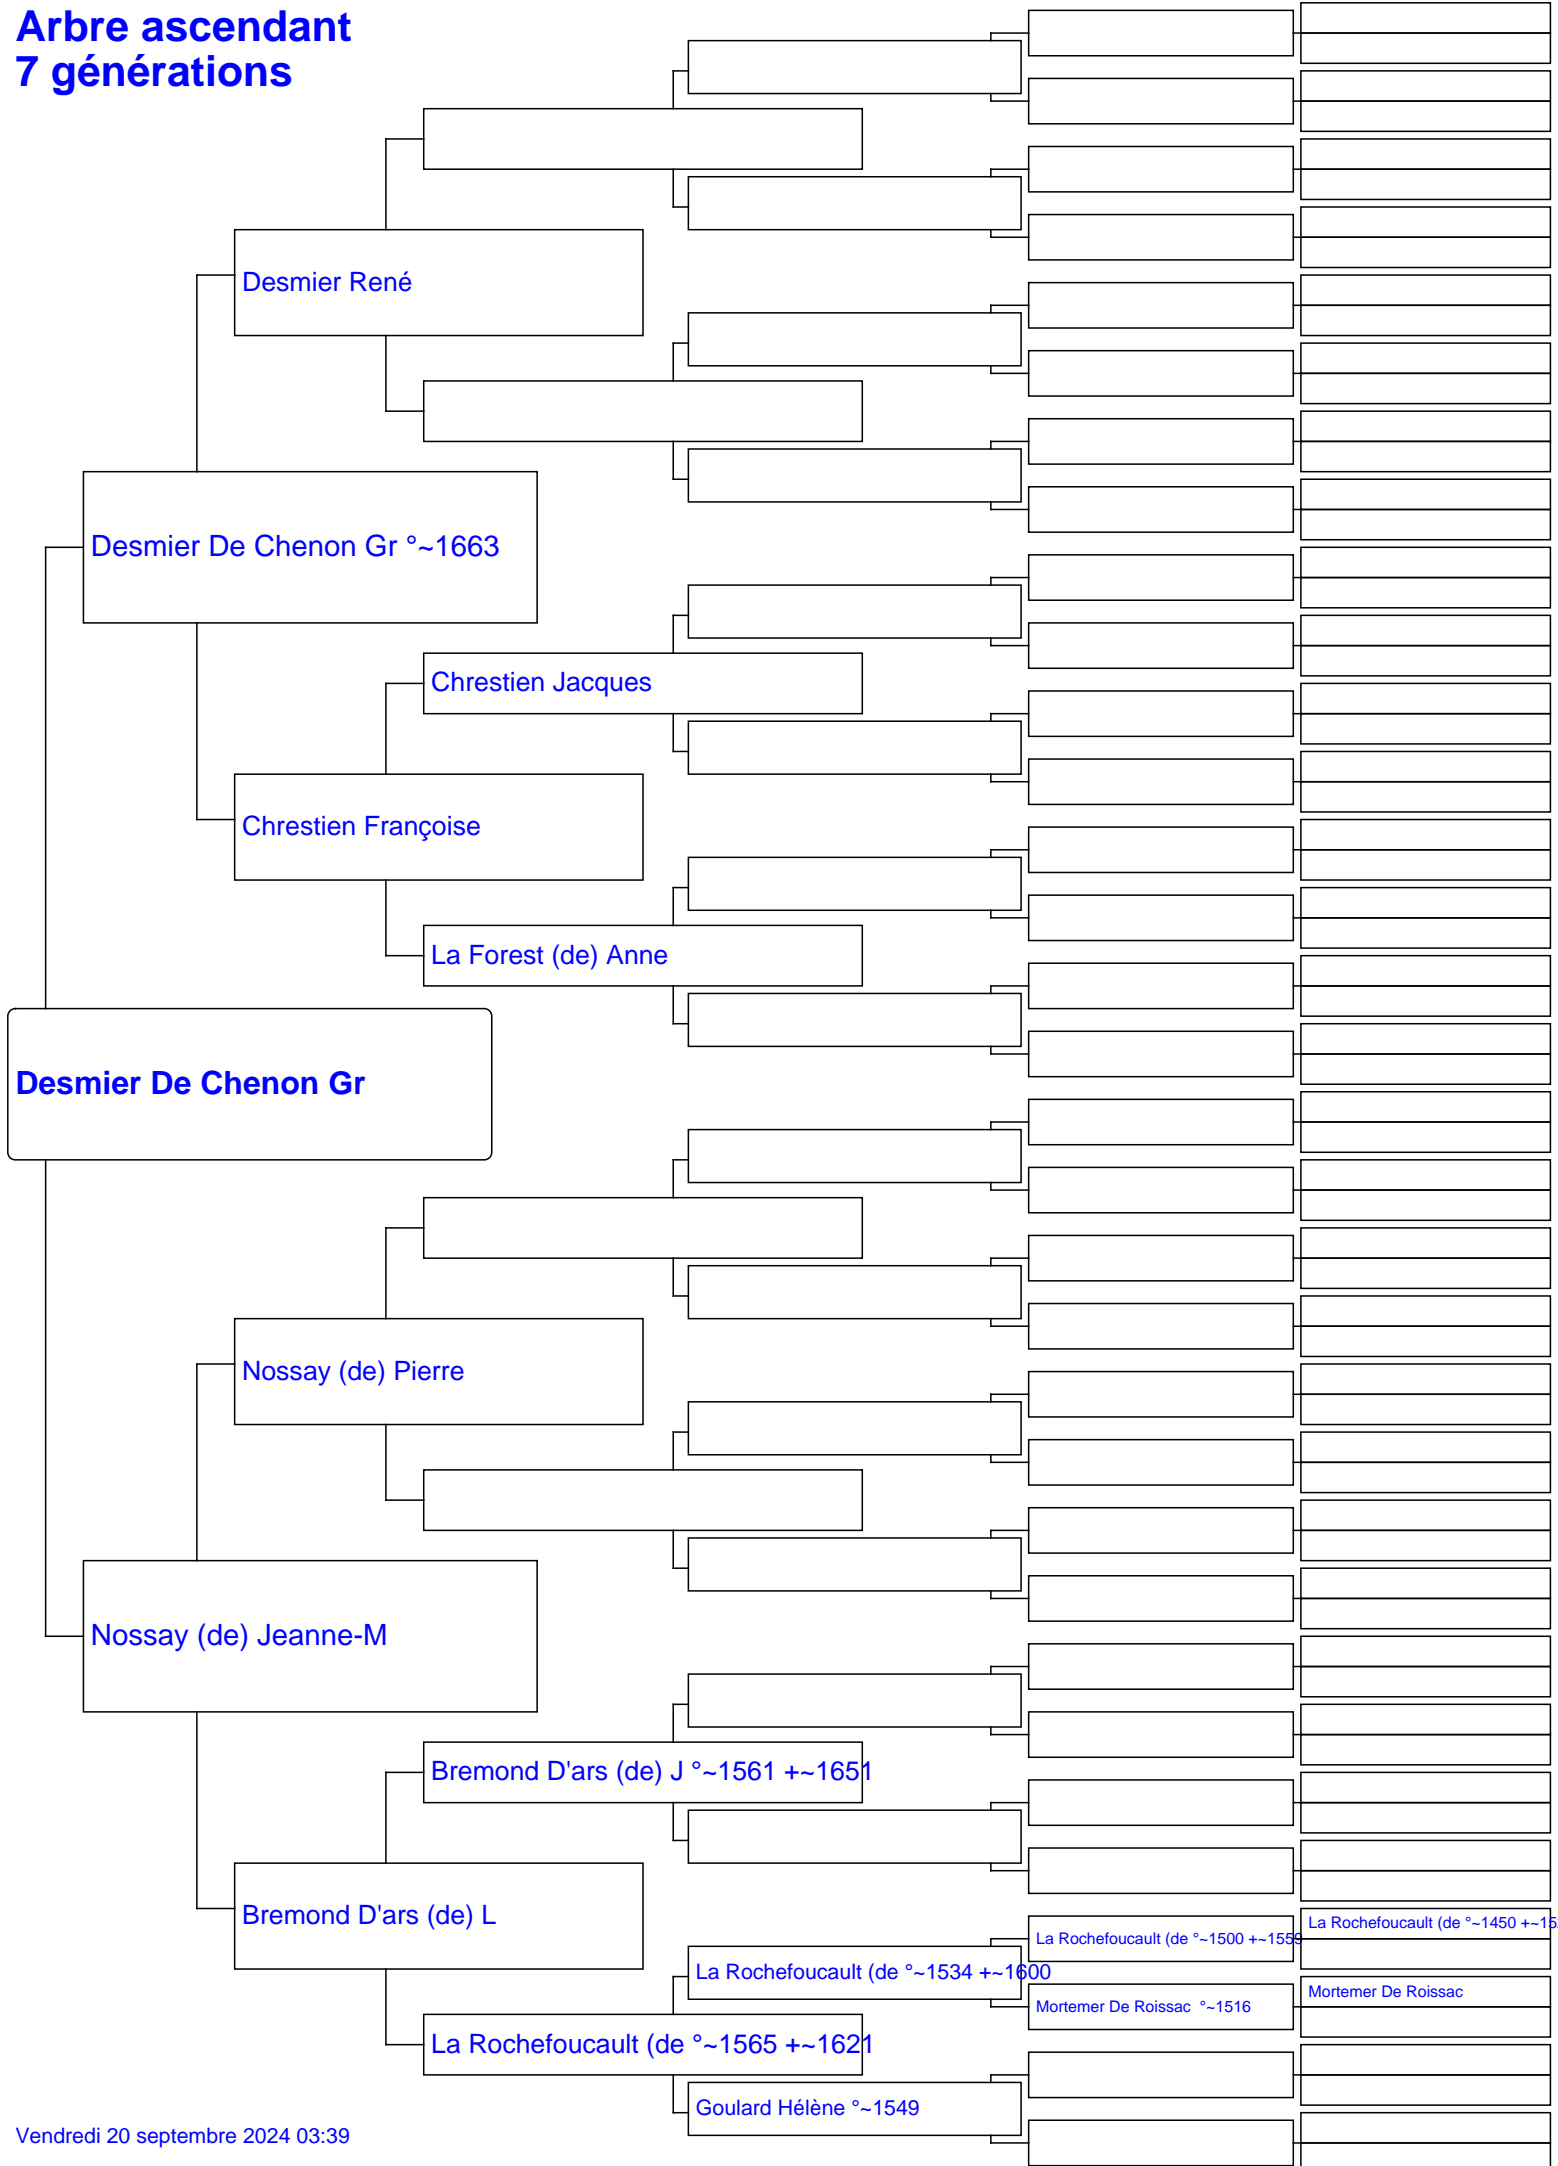 Arbre ascendant
7 générations
Desmier René
Desmier De Chenon Gr °~1663
Chrestien Jacques
Chrestien Françoise
La Forest (de) Anne
Desmier De Chenon Gr
Nossay (de) Pierre
Nossay (de) Jeanne-M
Bremond D'ars (de) J °~1561 +~1651
Bremond D'ars (de) L
La Rochefoucault (de °~1450 +~15
La Rochefoucault (de °~1500 +~1559
La Rochefoucault (de °~1534 +~1600
Mortemer De Roissac
Mortemer De Roissac °~1516
La Rochefoucault (de °~1565 +~1621
Goulard Hélène °~1549
Vendredi 20 septembre 2024 03:39